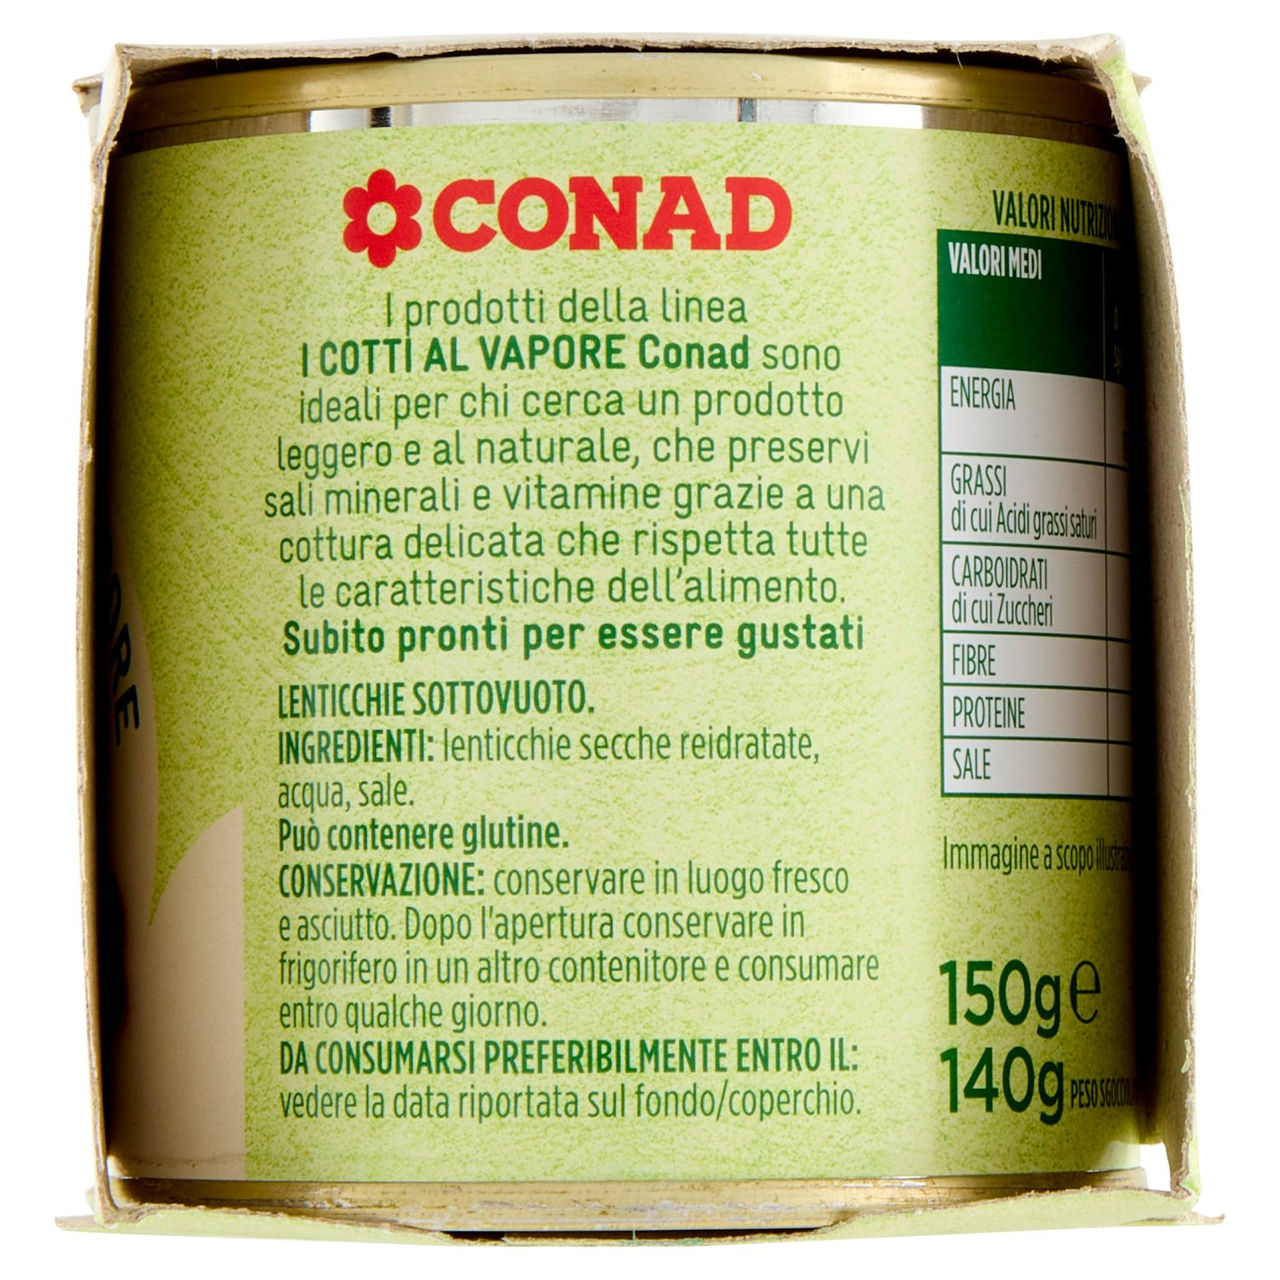 CONAD
I prodotti della linea
I COTTI AL VAPORE Conad sono
ideali per chi cerca un prodotto
leggero e al naturale, che preservi
sali minerali e vitamine grazie a una
cottura delicata che rispetta tutte
le caratteristiche dell'alimento.
Subito pronti per essere gustati
LENTICCHIE SOTTOVUOTO.
INGREDIENTI: lenticchie secche reidratate,
acqua, sale.
Può contenere glutine.
CONSERVAZIONE: conservare in luogo fresco
e asciutto. Dopo l'apertura conservare in
frigorifero in un altro contenitore e consumare
entro qualche giorno.
DA CONSUMARSI PREFERIBILMENTE ENTRO IL:
vedere la data riportata sul fondo/coperchio.
VALORI
VALORI MEDI
ENERGIA
GRASSI
di cui Acidi grassi saturi
CARBOIDRATI
di cui Zuccheri
FIBRE
PROTEINE
SALE
Immagine a scopo
150g e
140g PESO